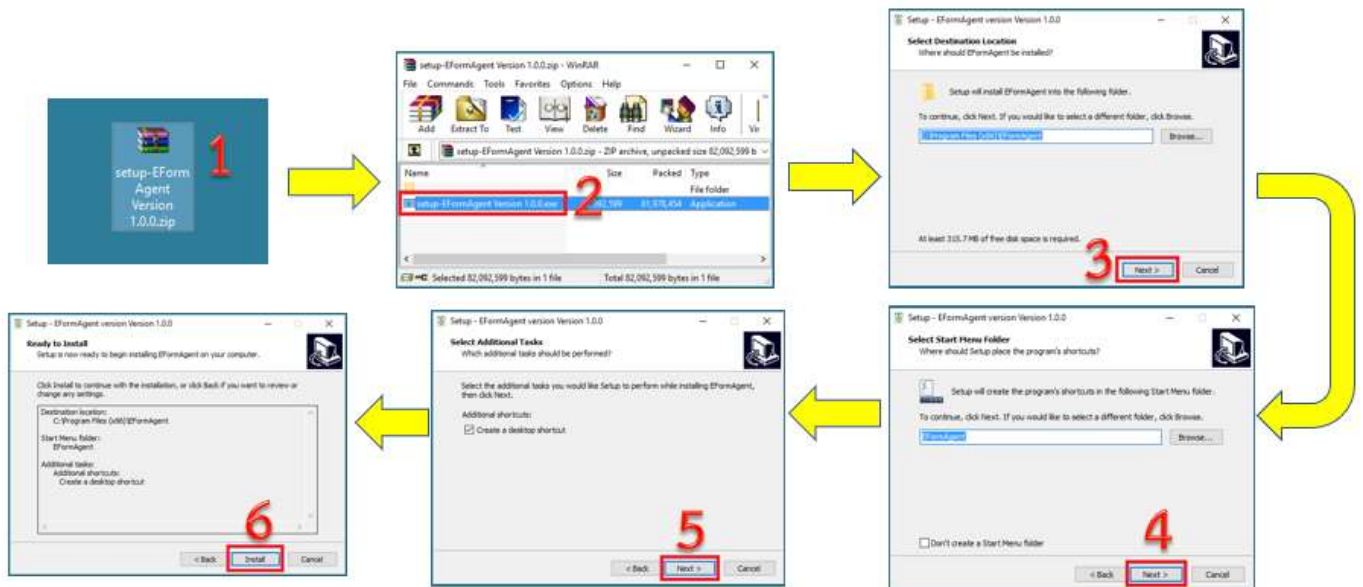 1
setup-EForm
Agent
Version
1.0.0.zip
setup-EFormAgent Version 1.0.0.zip - WinRAR
File Commands Tools Favorites Options Help
Add Extract To Test View Delete Find Wizard Info Vir
setup-EFormAgent Version 1.0.0.zip - ZIP archive, unpacked size 82,092,599 b
Name Size Packed Type
File folder
setup-EFormAgent Version 1.0.0.exe 2 092,599 81,978,454 Application
Selected 82,092,599 bytes in 1 file Total 82,092,599 bytes in 1 file
Setup - EFormAgent version Version 1.0.0
Select Destination Location
Where should EFormAgent be installed?
Setup will install EFormAgent into the following folder.
To continue, click Next. If you would like to select a different folder, click Browse.
C:\Program Files (x86)\EFormAgent Browse...
At least 315.7 MB of free disk space is required.
3
Next > Cancel
Setup - EFormAgent version Version 1.0.0
Select Start Menu Folder
Where should Setup place the program's shortcuts?
Setup will create the program's shortcuts in the following Start Menu folder.
To continue, click Next. If you would like to select a different folder, click Browse.
EFormAgent Browse...
Don't create a Start Menu folder
4
< Back Next > Cancel
Setup - EFormAgent version Version 1.0.0
Select Additional Tasks
Which additional tasks should be performed?
Select the additional tasks you would like Setup to perform while installing EFormAgent,
then click Next.
Additional shortcuts:
Create a desktop shortcut
5
< Back Next > Cancel
Setup - EFormAgent version Version 1.0.0
Ready to Install
Setup is now ready to begin installing EFormAgent on your computer.
Click Install to continue with the installation, or click Back if you want to review or
change any settings.
Destination location:
C:\Program Files (x86)\EFormAgent
Start Menu folder:
EFormAgent
Additional tasks:
Additional shortcuts:
Create a desktop shortcut
6
< Back Install Cancel